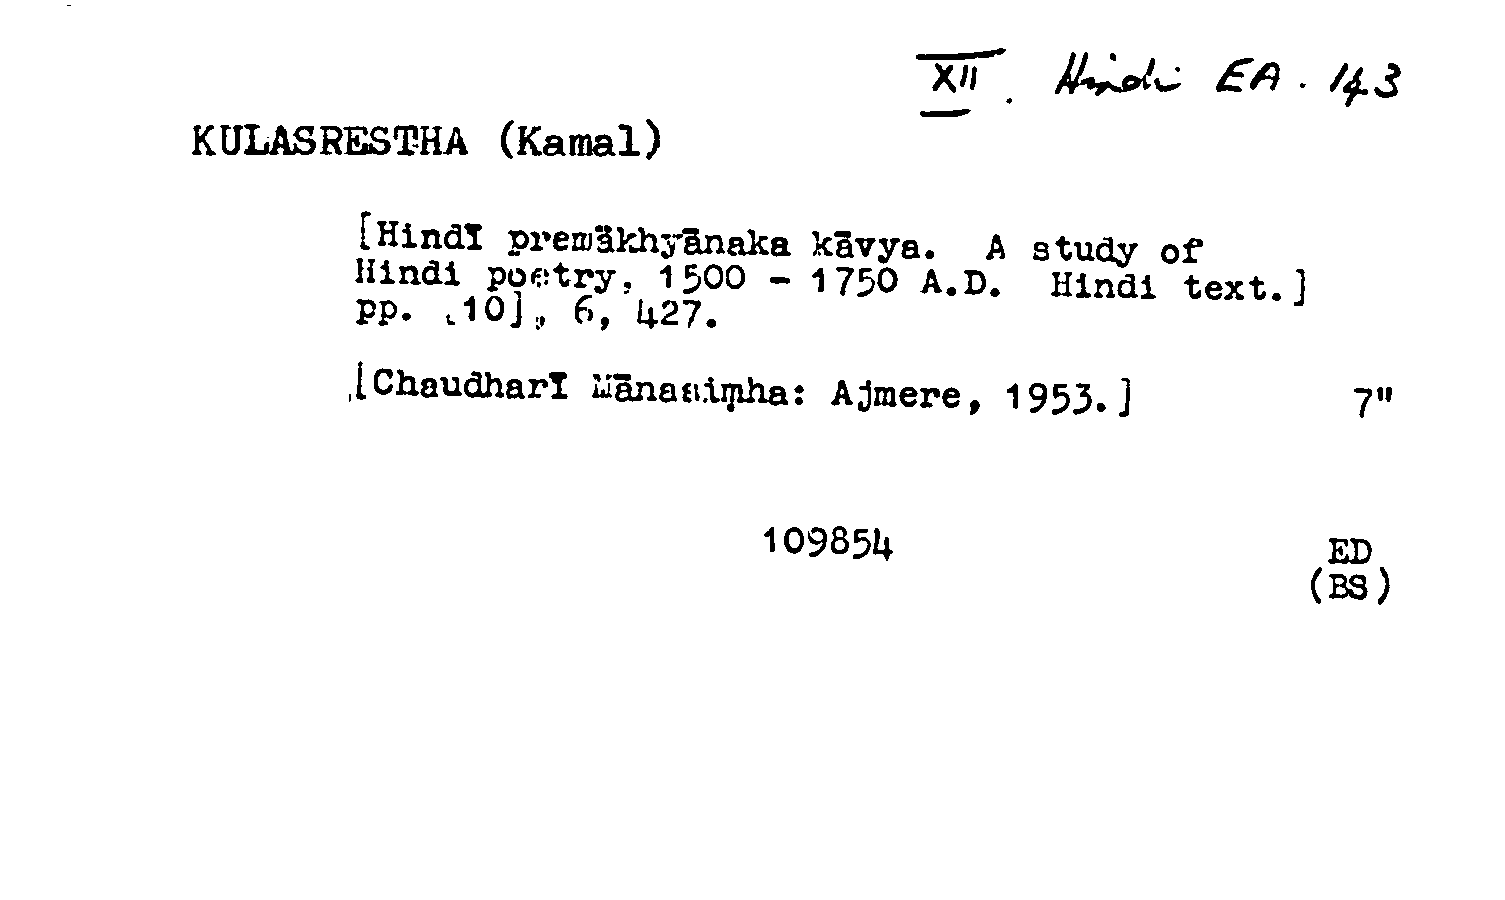 XII. Hindi EA. 143
KULASRESTHA (Kamal)
[Hindī premākhyānaka kāvya. A study of
Hindi poetry, 1500 - 1750 A.D. Hindi text.]
pp. [10], 6, 427.
[Chaudharī Mānasiṃha: Ajmere, 1953.] 7"
109854 ED
(BS)